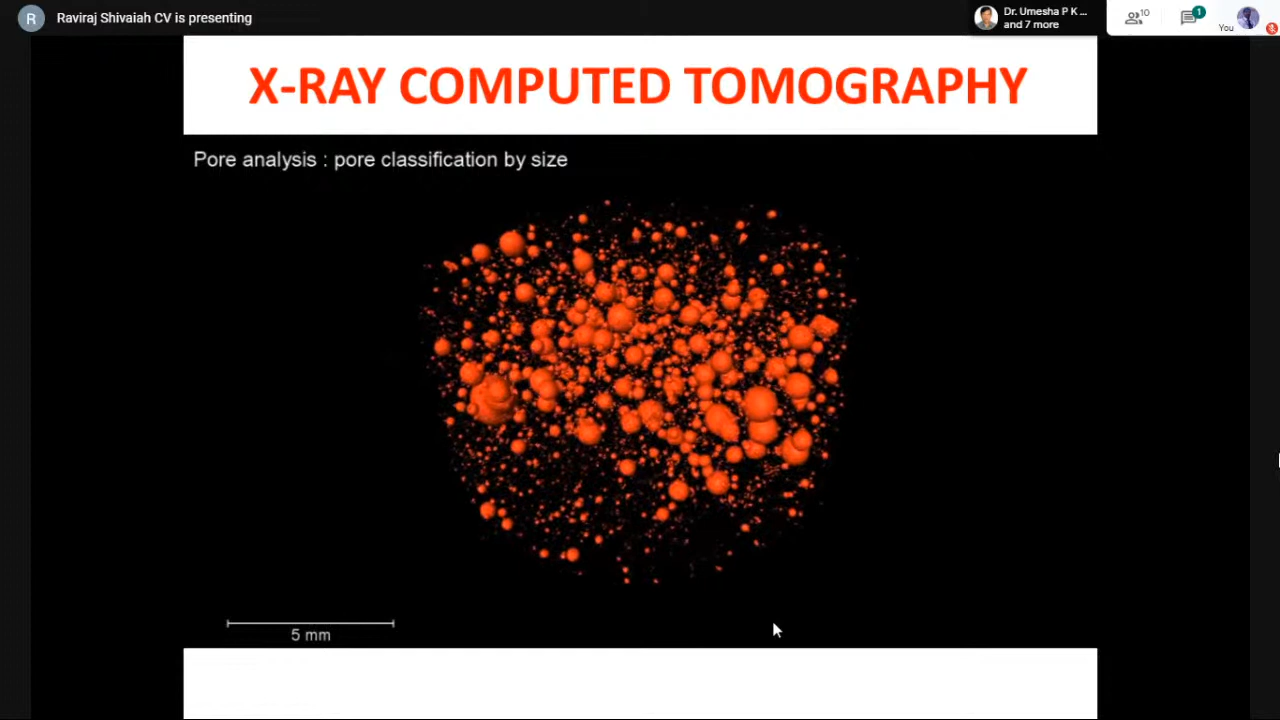 R
Raviraj Shivaiah CV is presenting
Dr. Umesha P K ...
and 7 more
10
1
You
X-RAY COMPUTED TOMOGRAPHY
Pore analysis : pore classification by size
5 mm